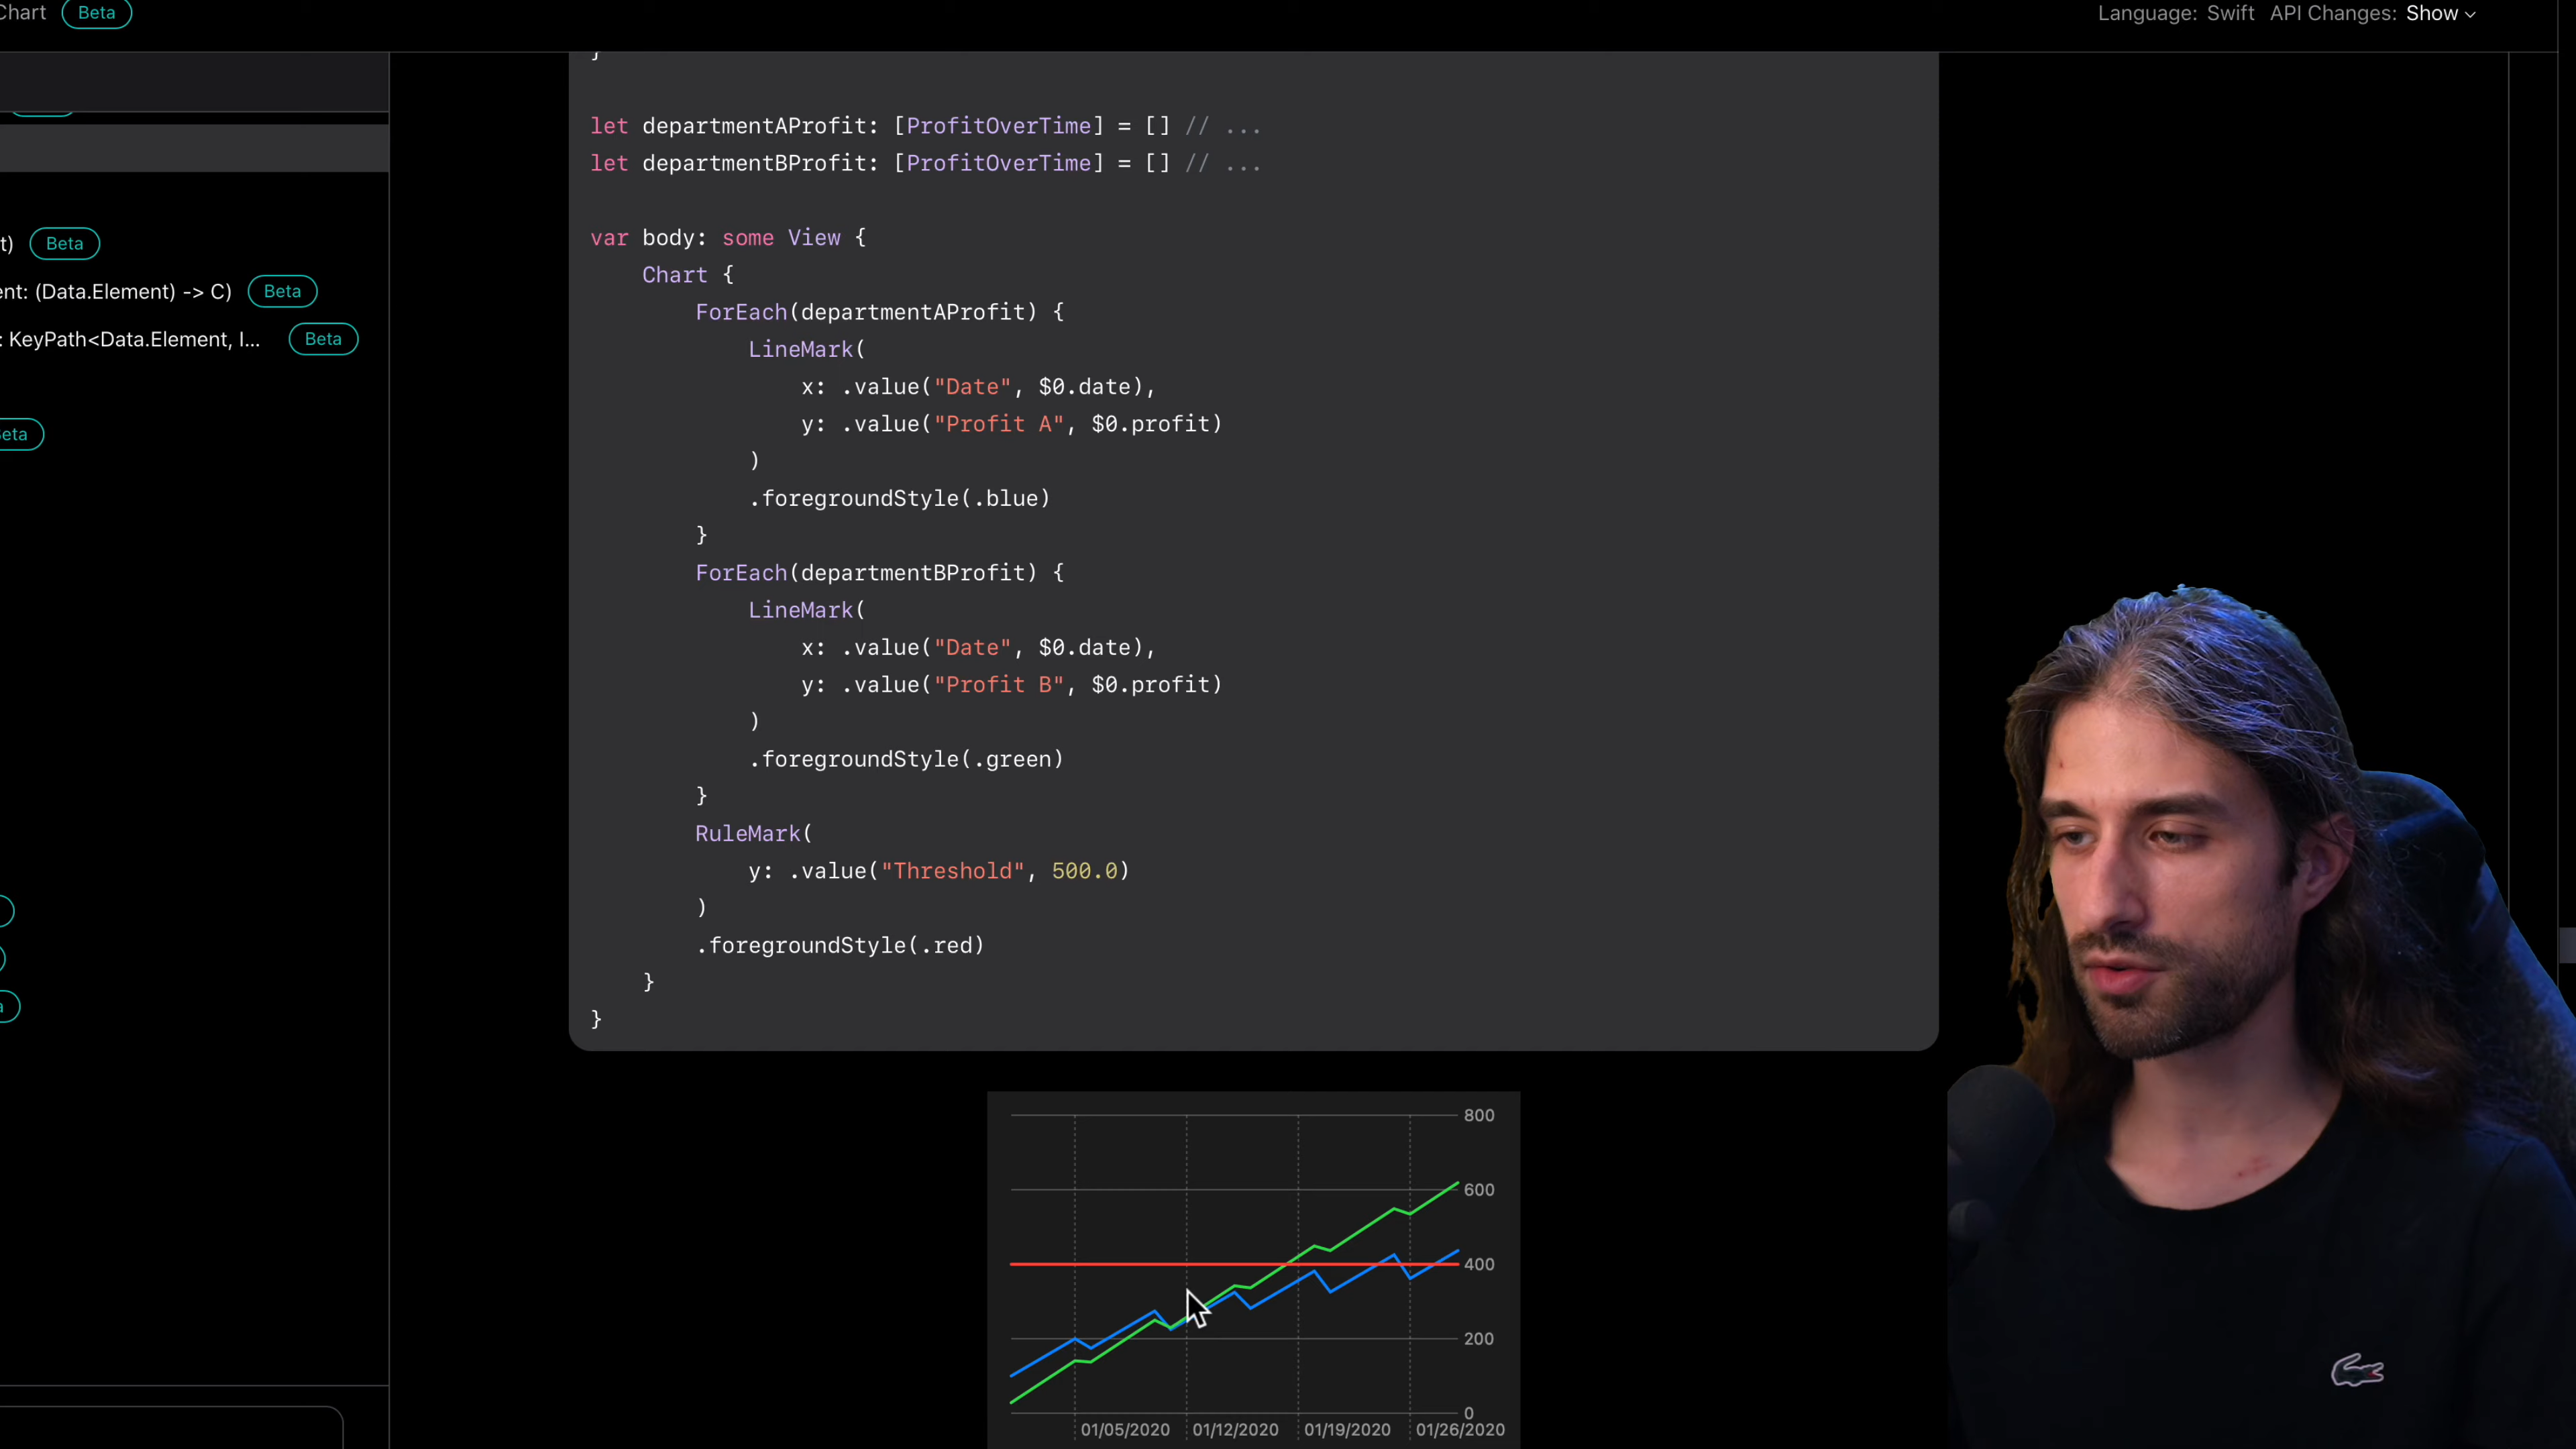 Chart Beta
Language: Swift API Changes: Show
}
let departmentAProfit: [ProfitOverTime] = [] // ...
let departmentBProfit: [ProfitOverTime] = [] // ...
var body: some View {
Chart {
ForEach(departmentAProfit) {
LineMark(
x: .value("Date", $0.date),
y: .value("Profit A", $0.profit)
)
.foregroundStyle(.blue)
}
ForEach(departmentBProfit) {
LineMark(
x: .value("Date", $0.date),
y: .value("Profit B", $0.profit)
)
.foregroundStyle(.green)
}
RuleMark(
y: .value("Threshold", 500.0)
)
.foregroundStyle(.red)
}
}
t) Beta
ent: (Data.Element) -> C) Beta
: KeyPath<Data.Element, I... Beta
eta
a
800
600
400
200
0
01/05/2020 01/12/2020 01/19/2020 01/26/2020